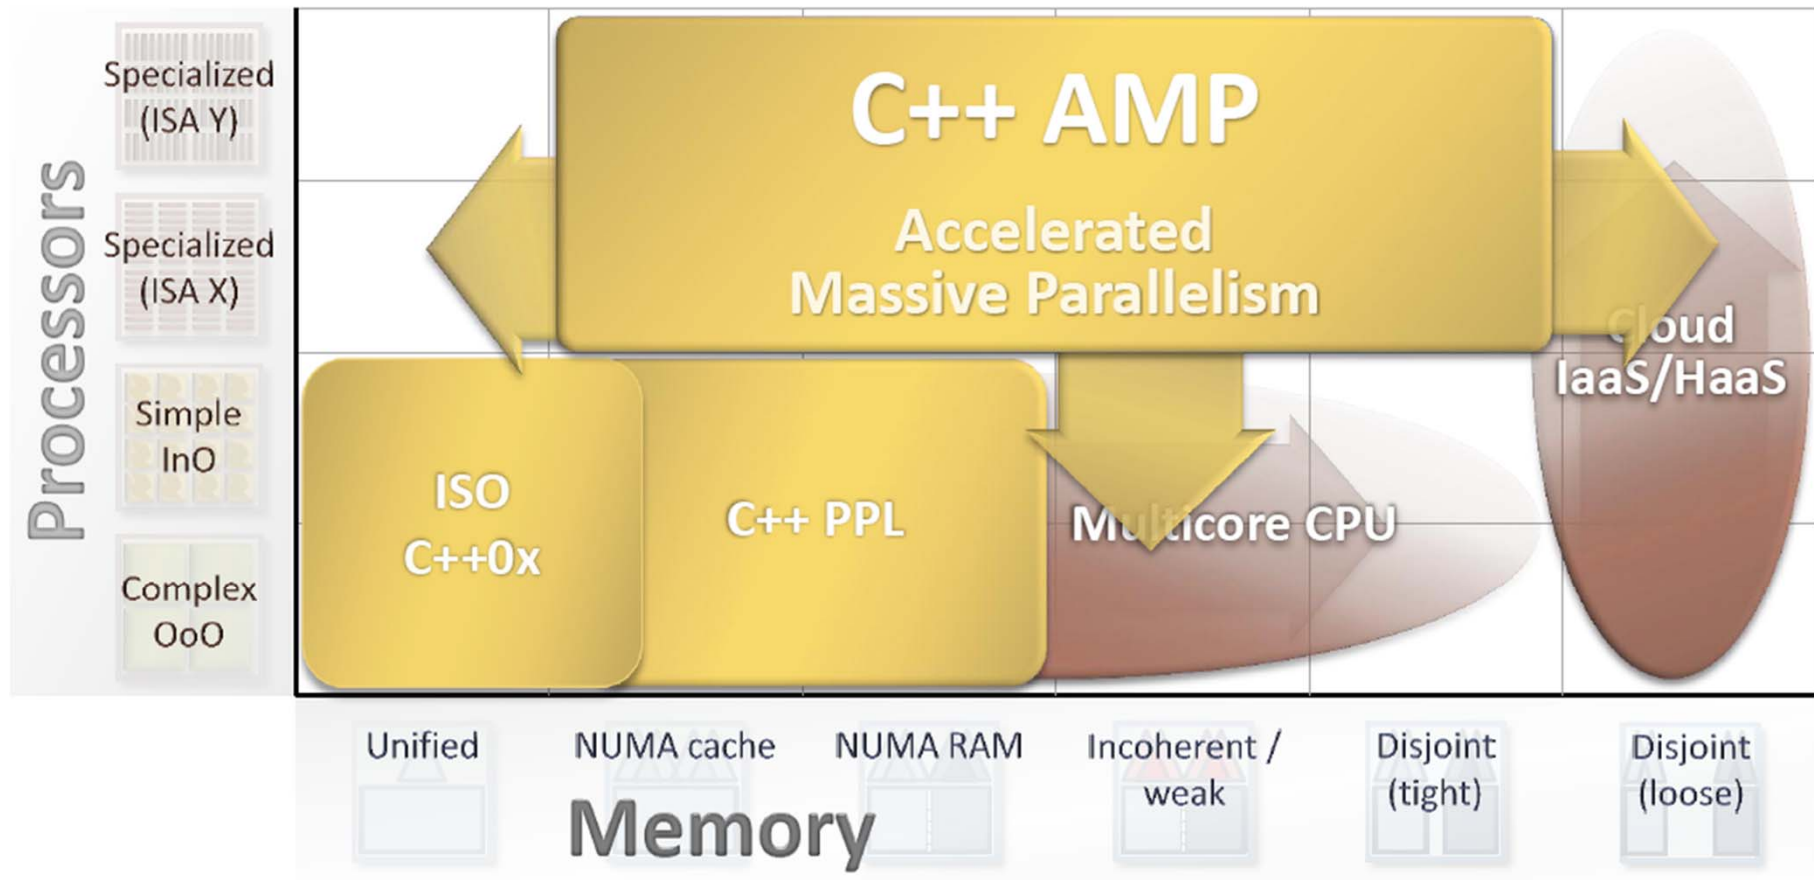 Processors
Specialized
(ISA Y)
Specialized
(ISA X)
Simple
InO
Complex
OoO
C++ AMP
Accelerated
Massive Parallelism
Cloud
IaaS/HaaS
ISO
C++0x
C++ PPL
Multicore CPU
Unified
NUMA cache
NUMA RAM
Incoherent /
weak
Disjoint
(tight)
Disjoint
(loose)
Memory